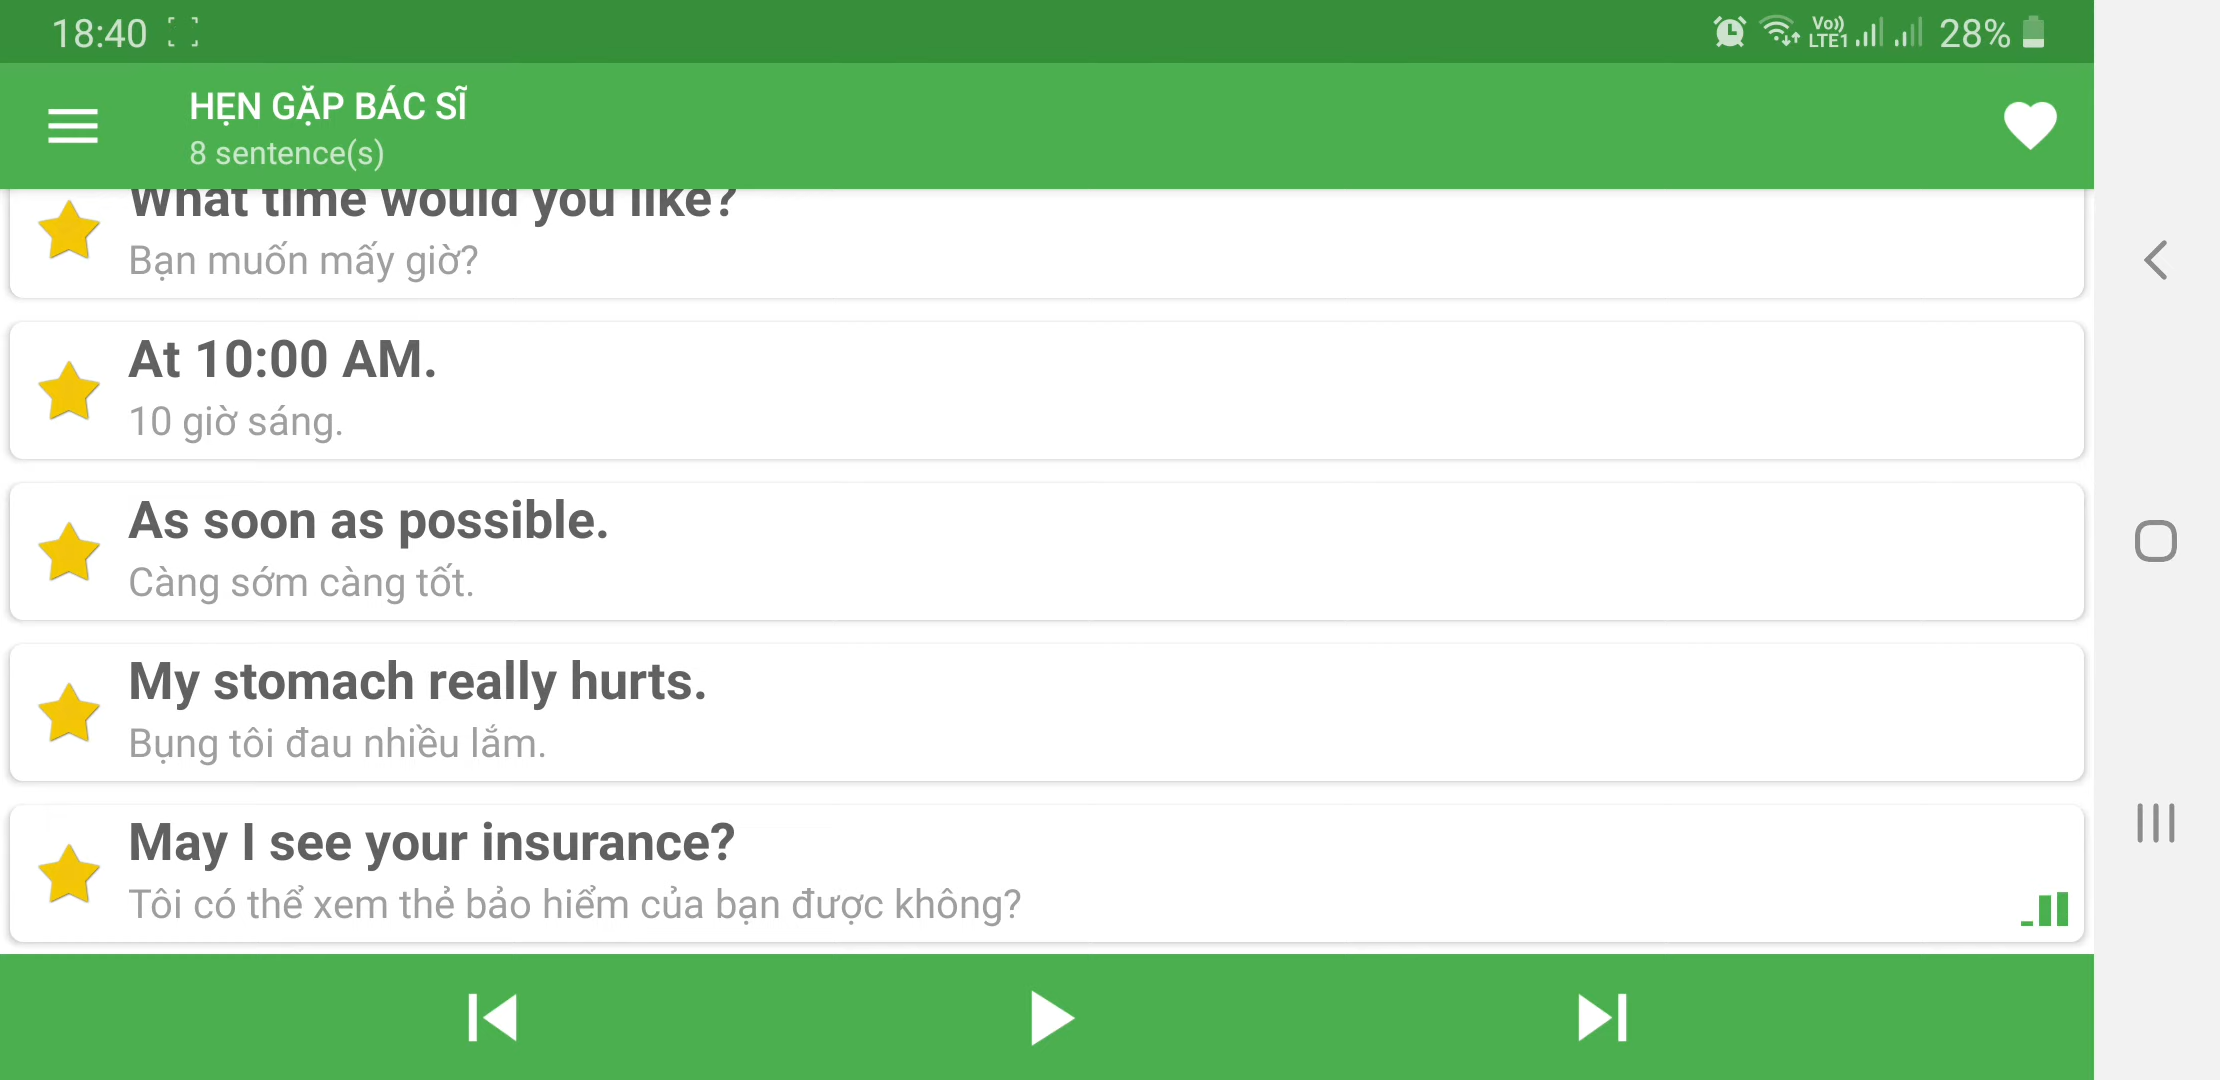 18:40
Vo)) LTE1 28%
HẸN GẶP BÁC SĨ
8 sentence(s)
What time would you like?
Bạn muốn mấy giờ?
At 10:00 AM.
10 giờ sáng.
As soon as possible.
Càng sớm càng tốt.
My stomach really hurts.
Bụng tôi đau nhiều lắm.
May I see your insurance?
Tôi có thể xem thẻ bảo hiểm của bạn được không?